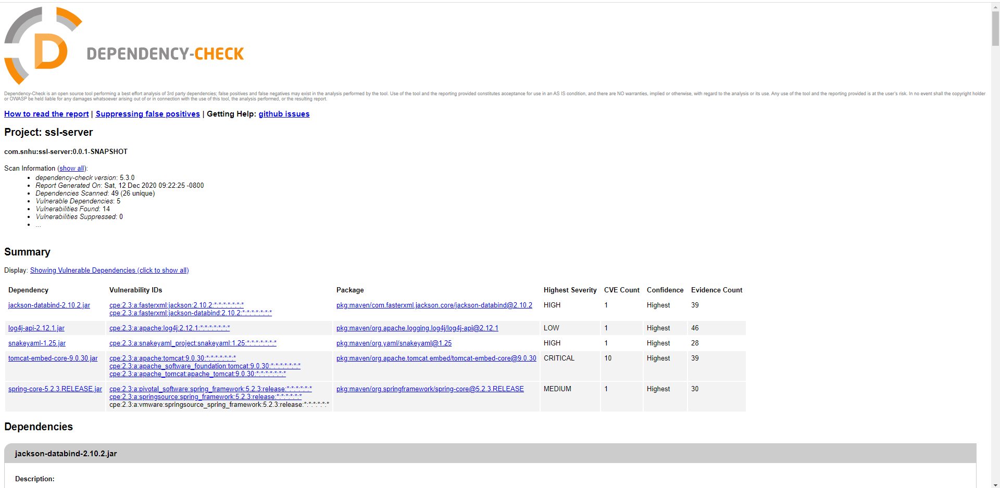 DEPENDENCY-CHECK
Dependency-Check is an open source tool performing a best effort analysis of 3rd party dependencies; false positives and false negatives may exist in the analysis performed by the tool. Use of the tool and the reporting provided constitutes acceptance for use in an AS IS condition, and there are NO warranties, implied or otherwise, with regard to the analysis or its use. Any use of the tool and the reporting provided is at the user's risk. In no event shall the copyright holder
or OWASP be held liable for any damages whatsoever arising out of or in connection with the use of this tool, the analysis performed, or the resulting report.
How to read the report | Suppressing false positives | Getting Help: github issues
Project: ssl-server
com.snhu:ssl-server:0.0.1-SNAPSHOT
Scan Information (show all):
• dependency-check version: 5.3.0
• Report Generated On: Sat, 12 Dec 2020 09:22:25 -0800
• Dependencies Scanned: 49 (26 unique)
• Vulnerable Dependencies: 5
• Vulnerabilities Found: 14
• Vulnerabilities Suppressed: 0
• ...
Summary
Display: Showing Vulnerable Dependencies (click to show all)
Dependency Vulnerability IDs Package Highest Severity CVE Count Confidence Evidence Count
jackson-databind-2.10.2.jar cpe:2.3:a:fasterxml:jackson:2.10.2:*:*:*:*:*:*:* pkg:maven/com.fasterxml.jackson.core/jackson-databind@2.10.2 HIGH 1 Highest 39
cpe:2.3:a:fasterxml:jackson-databind:2.10.2:*:*:*:*:*:*:*
log4j-api-2.12.1.jar cpe:2.3:a:apache:log4j:2.12.1:*:*:*:*:*:*:* pkg:maven/org.apache.logging.log4j/log4j-api@2.12.1 LOW 1 Highest 46
snakeyaml-1.25.jar cpe:2.3:a:snakeyaml_project:snakeyaml:1.25:*:*:*:*:*:*:* pkg:maven/org.yaml/snakeyaml@1.25 HIGH 1 Highest 28
tomcat-embed-core-9.0.30.jar cpe:2.3:a:apache:tomcat:9.0.30:*:*:*:*:*:*:* pkg:maven/org.apache.tomcat.embed/tomcat-embed-core@9.0.30 CRITICAL 10 Highest 39
cpe:2.3:a:apache_software_foundation:tomcat:9.0.30:*:*:*:*:*:*:*
cpe:2.3:a:apache_tomcat:apache_tomcat:9.0.30:*:*:*:*:*:*:*
spring-core-5.2.3.RELEASE.jar cpe:2.3:a:pivotal_software:spring_framework:5.2.3:release:*:*:*:*:*:* pkg:maven/org.springframework/spring-core@5.2.3.RELEASE MEDIUM 1 Highest 30
cpe:2.3:a:springsource:spring_framework:5.2.3:release:*:*:*:*:*:*
cpe:2.3:a:vmware:springsource_spring_framework:5.2.3:release:*:*:*:*:*:*
Dependencies
jackson-databind-2.10.2.jar
Description: